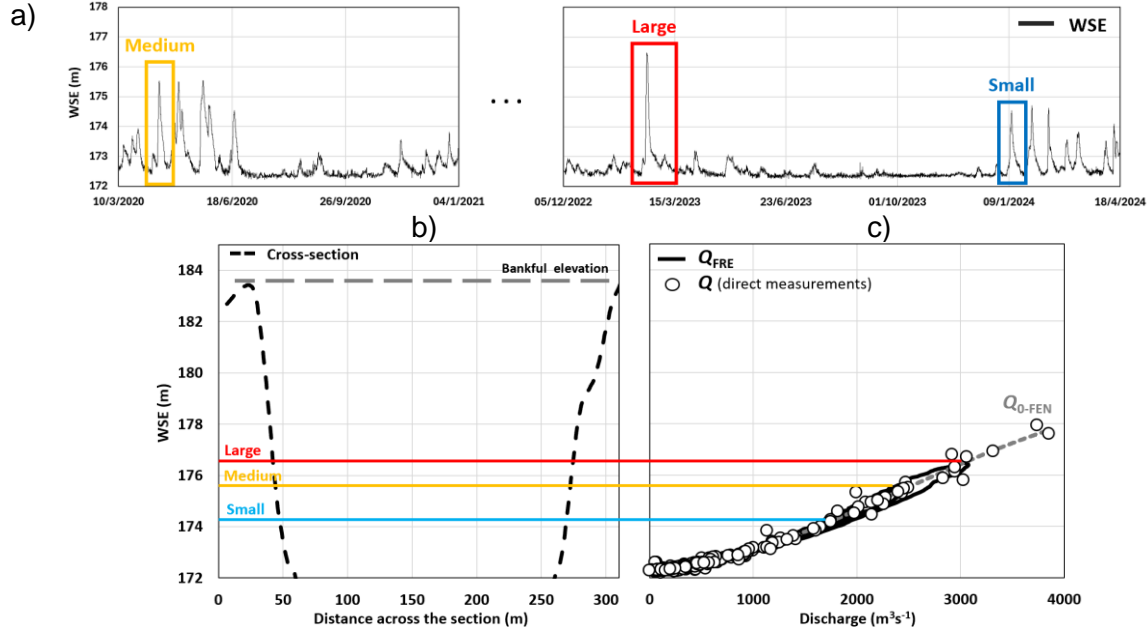 a)
178
177
176
175
174
173
172
WSE (m)
Medium
Large
Small
WSE
...
10/3/2020 18/6/2020 26/9/2020 04/1/2021 05/12/2022 15/3/2023 23/6/2023 01/10/2023 09/1/2024 18/4/2024
b)
c)
Cross-section
Bankful elevation
184
182
180
178
176
174
172
WSE (m)
Large
Medium
Small
0 50 100 150 200 250 300
Distance across the section (m)
QFRE
Q (direct measurements)
Q0-FEN
0 1000 2000 3000 4000
Discharge (m³s⁻¹)